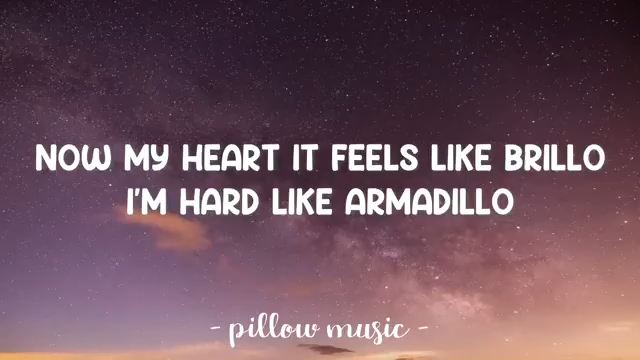 NOW MY HEART IT FEELS LIKE BRILLO
I'M HARD LIKE ARMADILLO
- pillow music -